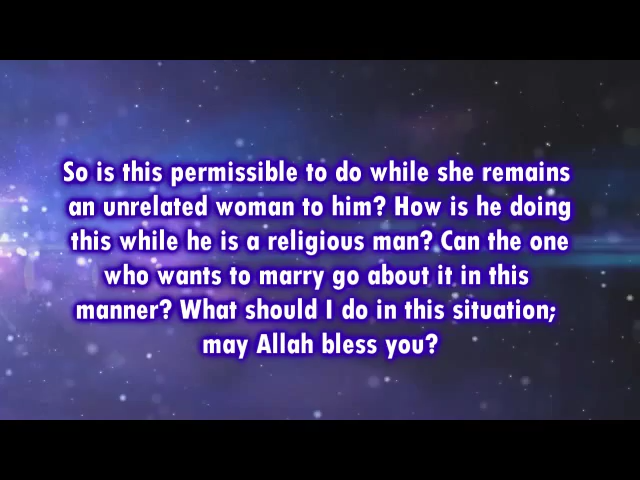 So is this permissible to do while she remains
an unrelated woman to him? How is he doing
this while he is a religious man? Can the one
who wants to marry go about it in this
manner? What should I do in this situation;
may Allah bless you?